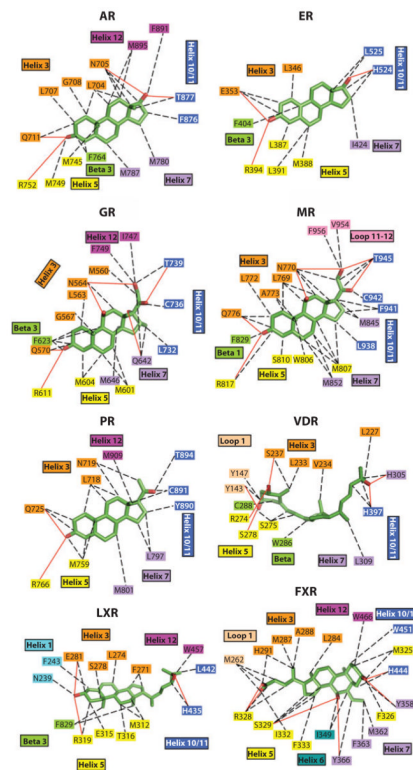 AR
F891
Helix 12
M895
N705
Helix 3
G708
L704
L707
Helix 10/11
T877
F876
Q711
F764
M745
Beta 3
M780
R752
M749
Helix 5
M787
Helix 7
ER
L525
Helix 3
L346
H524
Helix 10/11
E353
F404
Beta 3
L387
I424
R394
L391
M388
Helix 5
Helix 7
GR
I747
Helix 12
F749
T739
M560
Helix 3
N564
L563
C736
Helix 10/11
G567
Beta 3
F623
Q570
L732
Q642
M646
R611
M604
M601
Helix 7
Helix 5
MR
V954
F956
Loop 11-12
N770
T945
Helix 3
L772
L769
A773
C942
Q776
F941
M845
F829
L938
Helix 10/11
Beta 1
S810
W806
M807
R817
Helix 5
M852
Helix 7
PR
Helix 12
M909
T894
N719
Helix 3
L718
C891
Y890
Q725
Helix 10/11
M759
L797
R766
Helix 5
Helix 7
M801
VDR
L227
Loop 1
S237
Helix 3
L233
V234
Y147
H305
Y143
C288
R274
S275
H397
S278
W286
Helix 5
Beta
Helix 7
L309
Helix 10/11
LXR
Helix 3
Helix 1
Helix 12
W457
E281
L274
F243
S278
F271
L442
N239
H435
F829
M312
Beta 3
E315
R319
T316
Helix 10/11
Helix 5
FXR
Helix 12
W466
Helix 10/1
Helix 3
A288
Loop 1
M287
L284
W451
H291
M325
M262
H444
Y358
R328
F326
S329
I332
I349
M362
F333
F363
Helix 5
Helix 6
Y366
Helix 7